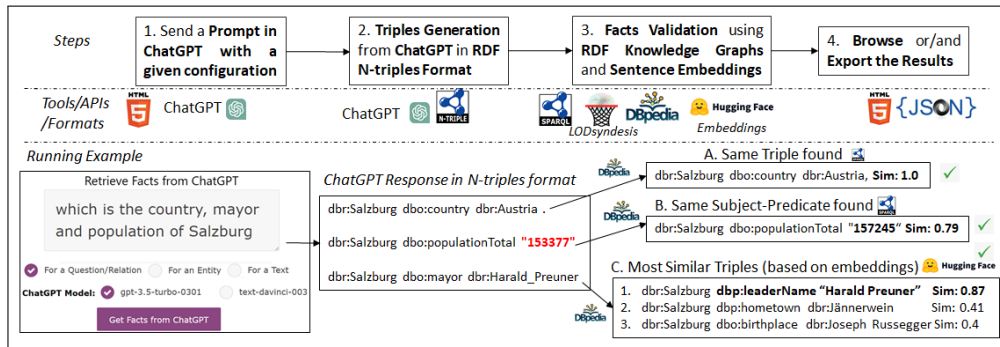 Steps
1. Send a Prompt in
ChatGPT with a
given configuration
2. Triples Generation
from ChatGPT in RDF
N-triples Format
3. Facts Validation using
RDF Knowledge Graphs
and Sentence Embeddings
4. Browse or/and
Export the Results
Tools/APIs
/Formats
HTML
5
ChatGPT
ChatGPT
N-TRIPLE
SPARQL
LODsyndesis
DBpedia
Hugging Face
Embeddings
HTML
5
{JSON}
Running Example
Retrieve Facts from ChatGPT
which is the country, mayor
and population of Salzburg
For a Question/Relation
For an Entity
For a Text
ChatGPT Model:
gpt-3.5-turbo-0301
text-davinci-003
Get Facts from ChatGPT
ChatGPT Response in N-triples format
dbr:Salzburg dbo:country dbr:Austria .
dbr:Salzburg dbo:populationTotal "153377"
dbr:Salzburg dbo:mayor dbr:Harald_Preuner
DBpedia
A. Same Triple found
SPARQL
dbr:Salzburg dbo:country dbr:Austria, Sim: 1.0
DBpedia
B. Same Subject-Predicate found
SPARQL
dbr:Salzburg dbo:populationTotal "157245" Sim: 0.79
DBpedia
C. Most Similar Triples (based on embeddings)
Hugging Face
1. dbr:Salzburg dbp:leaderName "Harald Preuner" Sim: 0.87
2. dbr:Salzburg dbp:hometown dbr:Jännerwein Sim: 0.41
3. dbr:Salzburg dbo:birthplace dbr:Joseph Russegger Sim: 0.4